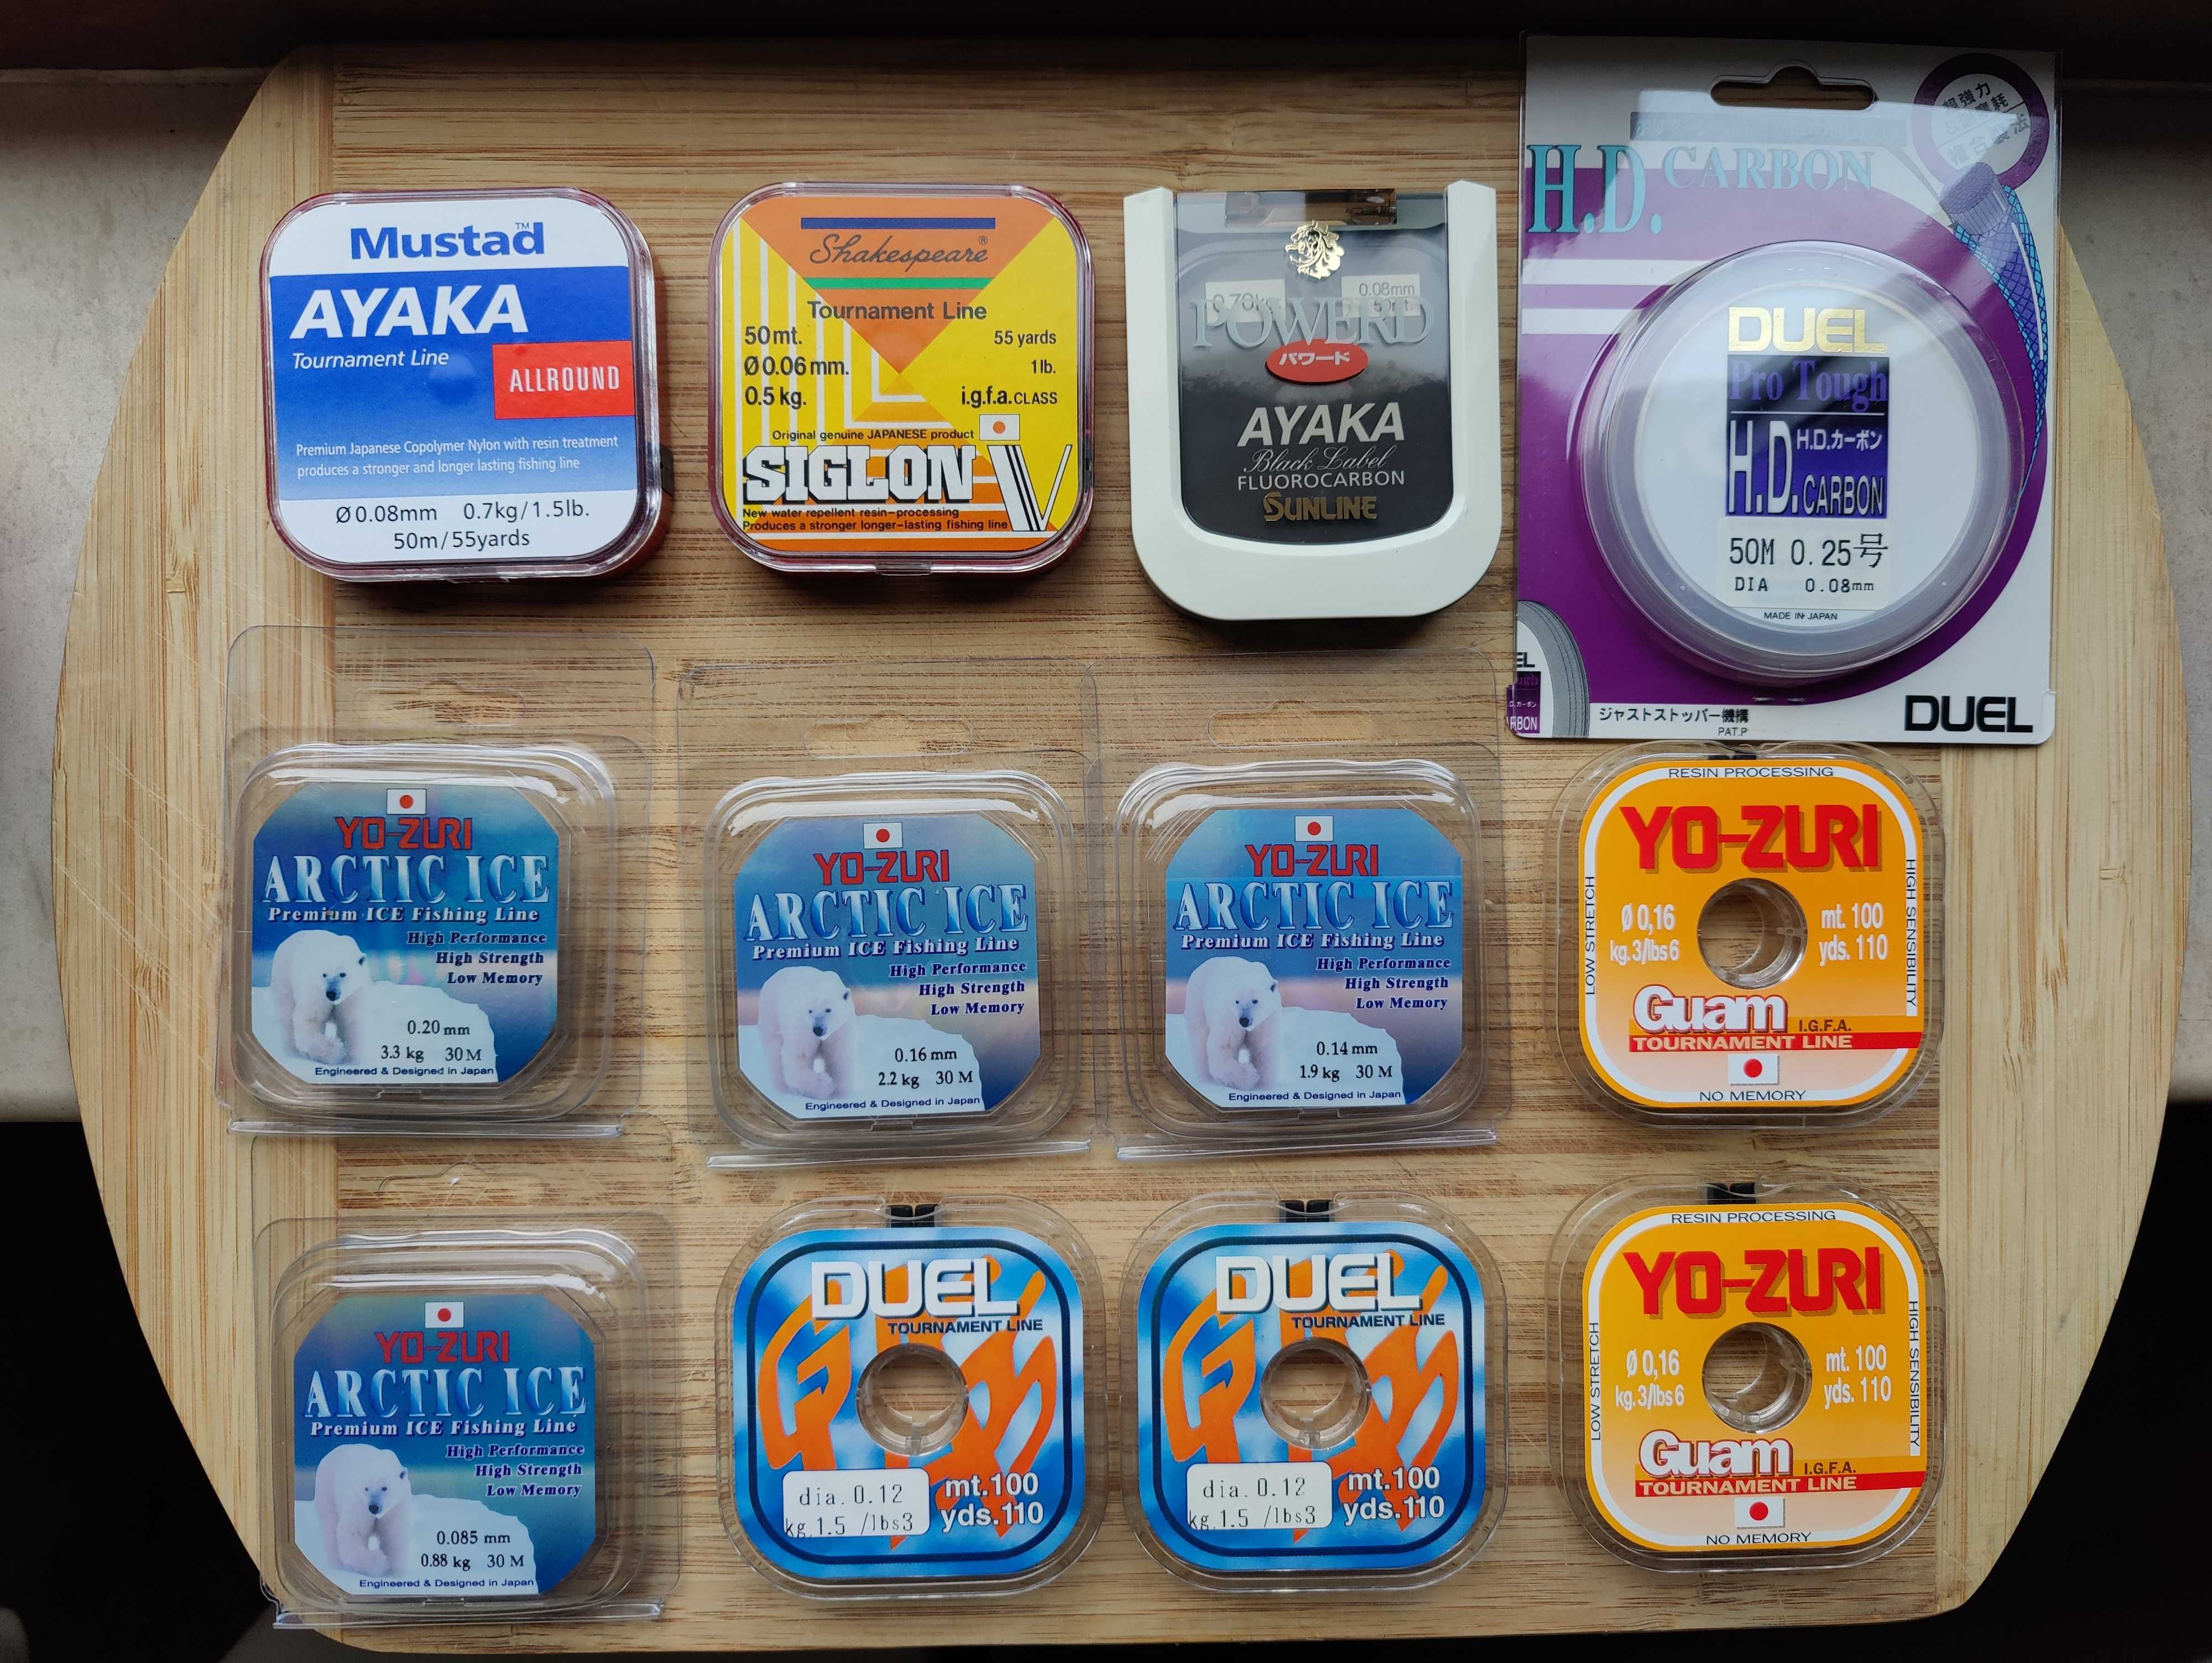 Mustad™
AYAKA
Tournament Line
ALLROUND
Premium Japanese Copolymer Nylon with resin treatment
produces a stronger and longer lasting fishing line
Ø 0.08mm 0.7kg/1.5lb.
50m/55yards
Shakespeare®
Tournament Line
50 mt. 55 yards
Ø 0.06 mm. 1 lb.
0.5 kg. i.g.f.a. CLASS
Original genuine JAPANESE product
SIGLON V
New water repellent resin-processing
Produces a stronger longer-lasting fishing line
0.08mm
POWERD
パワード
AYAKA
Black Label
FLUOROCARBON
SUNLINE
超強力
H.D. CARBON
DUEL
Pro Tough
H.D.カーボン
H.D. CARBON
50M 0.25号
DIA 0.08mm
MADE IN JAPAN
ジャストストッパー機構
PAT.P
DUEL
YO-ZURI
ARCTIC ICE
Premium ICE Fishing Line
High Performance
High Strength
Low Memory
0.20 mm
3.3 kg 30 M
Engineered & Designed in Japan
YO-ZURI
ARCTIC ICE
Premium ICE Fishing Line
High Performance
High Strength
Low Memory
0.16 mm
2.2 kg 30 M
Engineered & Designed in Japan
YO-ZURI
ARCTIC ICE
Premium ICE Fishing Line
High Performance
High Strength
Low Memory
0.14 mm
1.9 kg 30 M
Engineered & Designed in Japan
RESIN PROCESSING
YO-ZURI
LOW STRETCH
HIGH SENSIBILITY
Ø 0,16 mt. 100
kg. 3/lbs 6 yds. 110
Guam I.G.F.A.
TOURNAMENT LINE
NO MEMORY
YO-ZURI
ARCTIC ICE
Premium ICE Fishing Line
High Performance
High Strength
Low Memory
0.085 mm
0.88 kg 30 M
Engineered & Designed in Japan
DUEL
TOURNAMENT LINE
dia. 0.12 mt. 100
kg. 1.5 /lbs3 yds. 110
DUEL
TOURNAMENT LINE
dia. 0.12 mt. 100
kg. 1.5 /lbs3 yds. 110
RESIN PROCESSING
YO-ZURI
LOW STRETCH
HIGH SENSIBILITY
Ø 0,16 mt. 100
kg. 3/lbs 6 yds. 110
Guam I.G.F.A.
TOURNAMENT LINE
NO MEMORY